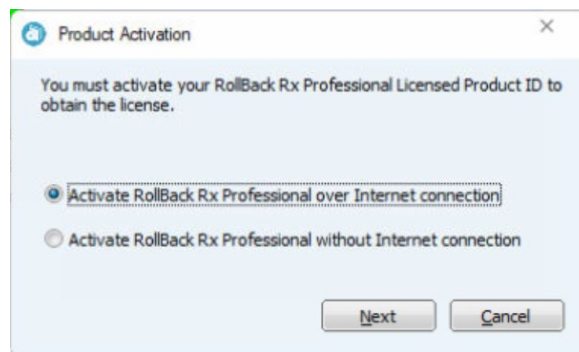 Product Activation
You must activate your RollBack Rx Professional Licensed Product ID to
obtain the license.
Activate RollBack Rx Professional over Internet connection
Activate RollBack Rx Professional without Internet connection
Next Cancel